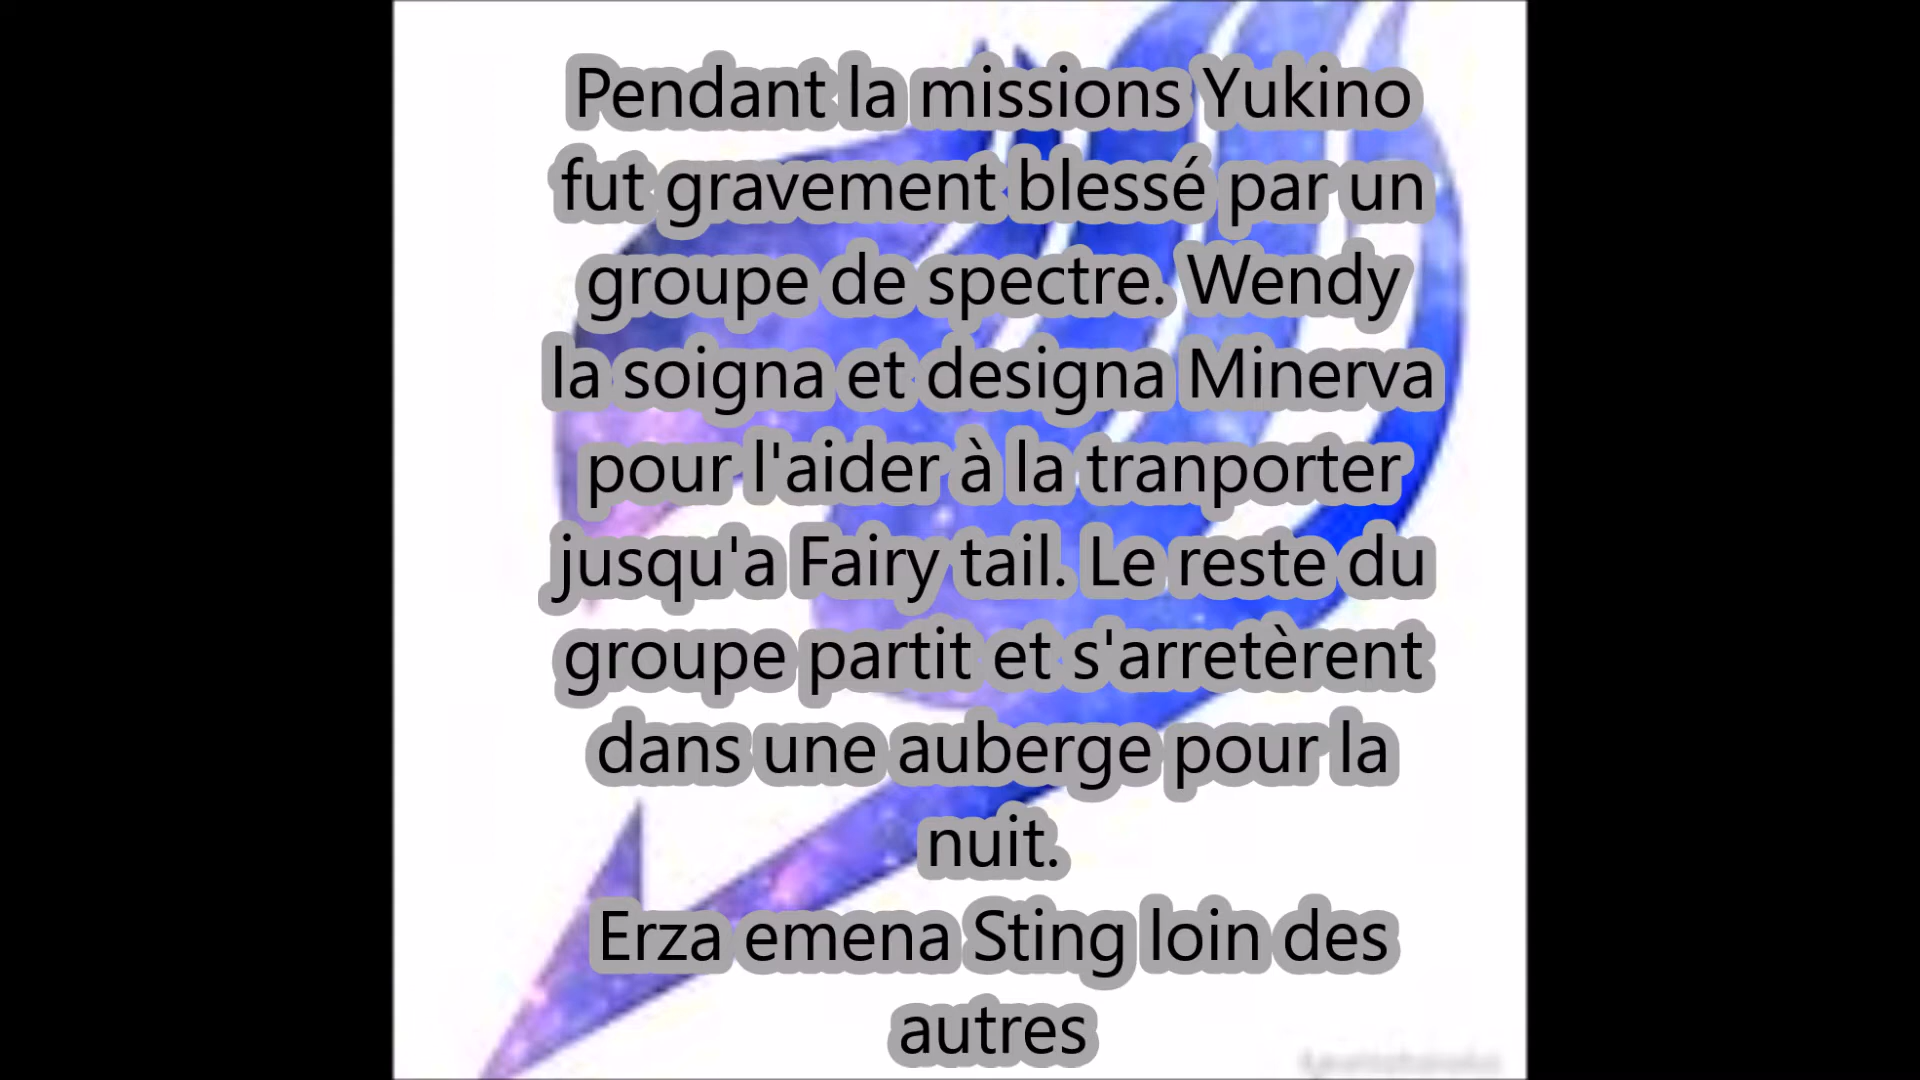 Pendant la missions Yukino
fut gravement blessé par un
groupe de spectre. Wendy
la soigna et designa Minerva
pour l'aider à la tranporter
jusqu'a Fairy tail. Le reste du
groupe partit et s'arretèrent
dans une auberge pour la
nuit.
Erza emena Sting loin des
autres